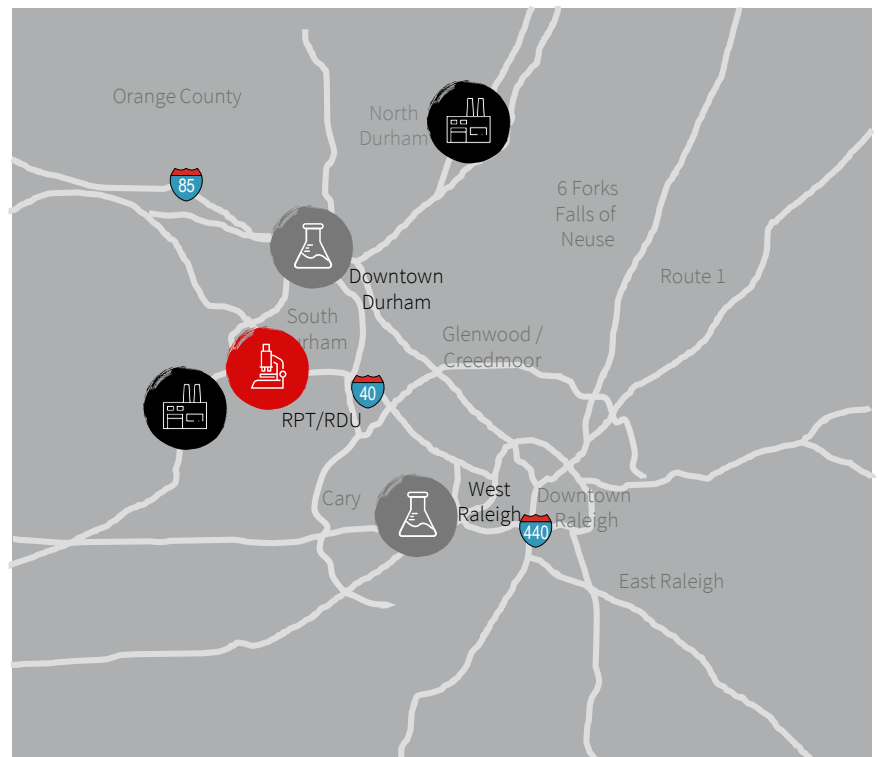 Orange County
North
Durham
85
6 Forks
Falls of
Neuse
Downtown
Durham
Route 1
South
urham
Glenwood /
Creedmoor
40
RPT/RDU
Cary
West
Raleigh
Downtown
Raleigh
440
East Raleigh